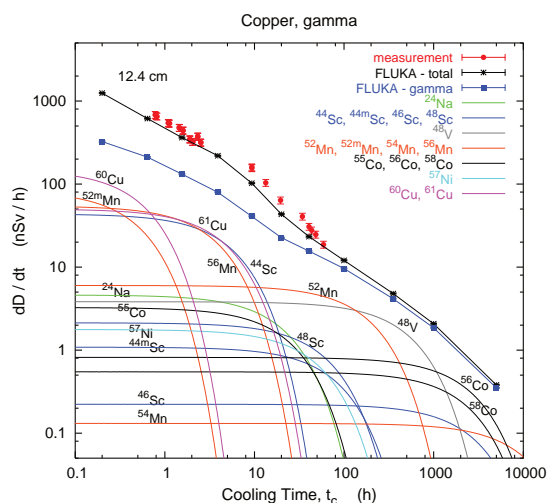 Copper, gamma
12.4 cm
measurement
FLUKA - total
FLUKA - gamma
²⁴Na
⁴⁴Sc, ⁴⁴ᵐSc, ⁴⁶Sc, ⁴⁸Sc
⁴⁸V
⁵²Mn, ⁵²ᵐMn, ⁵⁴Mn, ⁵⁶Mn
⁵⁵Co, ⁵⁶Co, ⁵⁸Co
⁵⁷Ni
⁶⁰Cu, ⁶¹Cu
dD / dt (nSv / h)
1000
100
10
1
0.1
⁶⁰Cu
⁵²ᵐMn
⁶¹Cu
⁵⁶Mn
⁴⁴Sc
²⁴Na
⁵²Mn
⁵⁵Co
⁵⁷Ni
⁴⁸Sc
⁴⁸V
⁴⁴ᵐSc
⁵⁶Co
⁴⁶Sc
⁵⁸Co
⁵⁴Mn
0.1 1 10 100 1000 10000
Cooling Time, t_c (h)